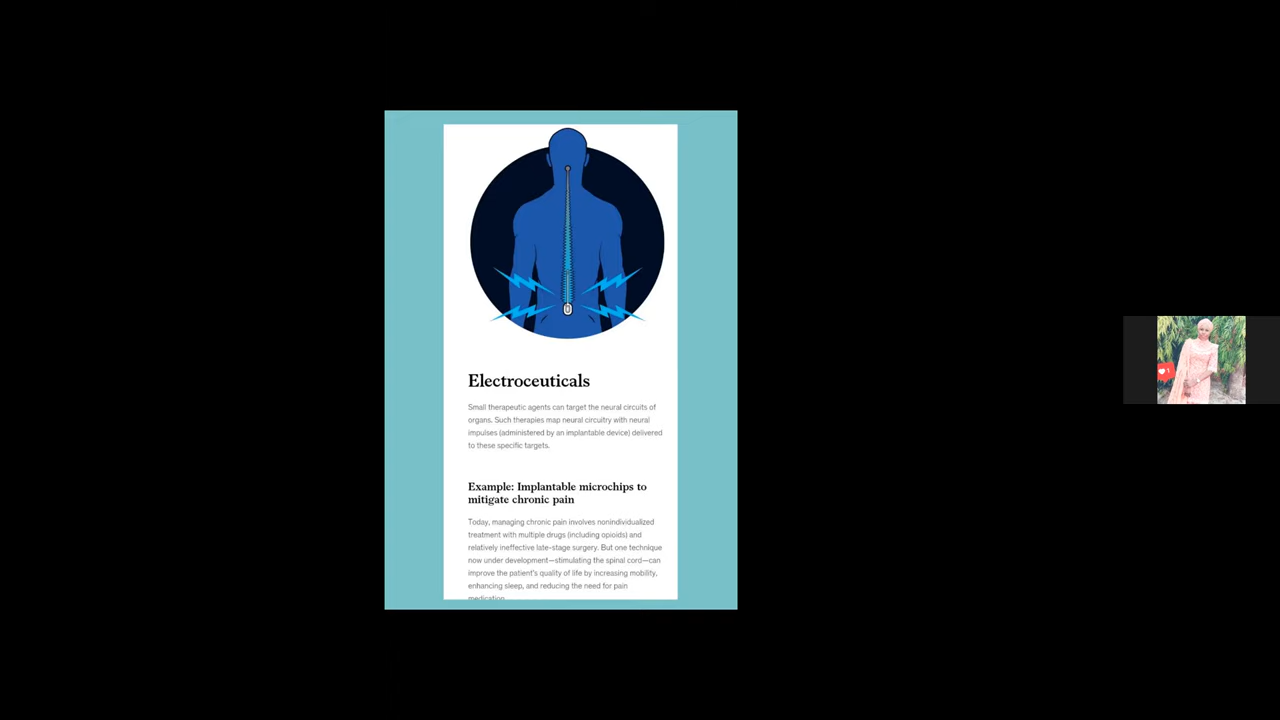 Electroceuticals
Small therapeutic agents can target the neural circuits of
organs. Such therapies map neural circuitry with neural
impulses (administered by an implantable device) delivered
to these specific targets.
Example: Implantable microchips to
mitigate chronic pain
Today, managing chronic pain involves nonindividualized
treatment with multiple drugs (including opioids) and
relatively ineffective late-stage surgery. But one technique
now under development—stimulating the spinal cord—can
improve the patient's quality of life by increasing mobility,
enhancing sleep, and reducing the need for pain
medication.
1